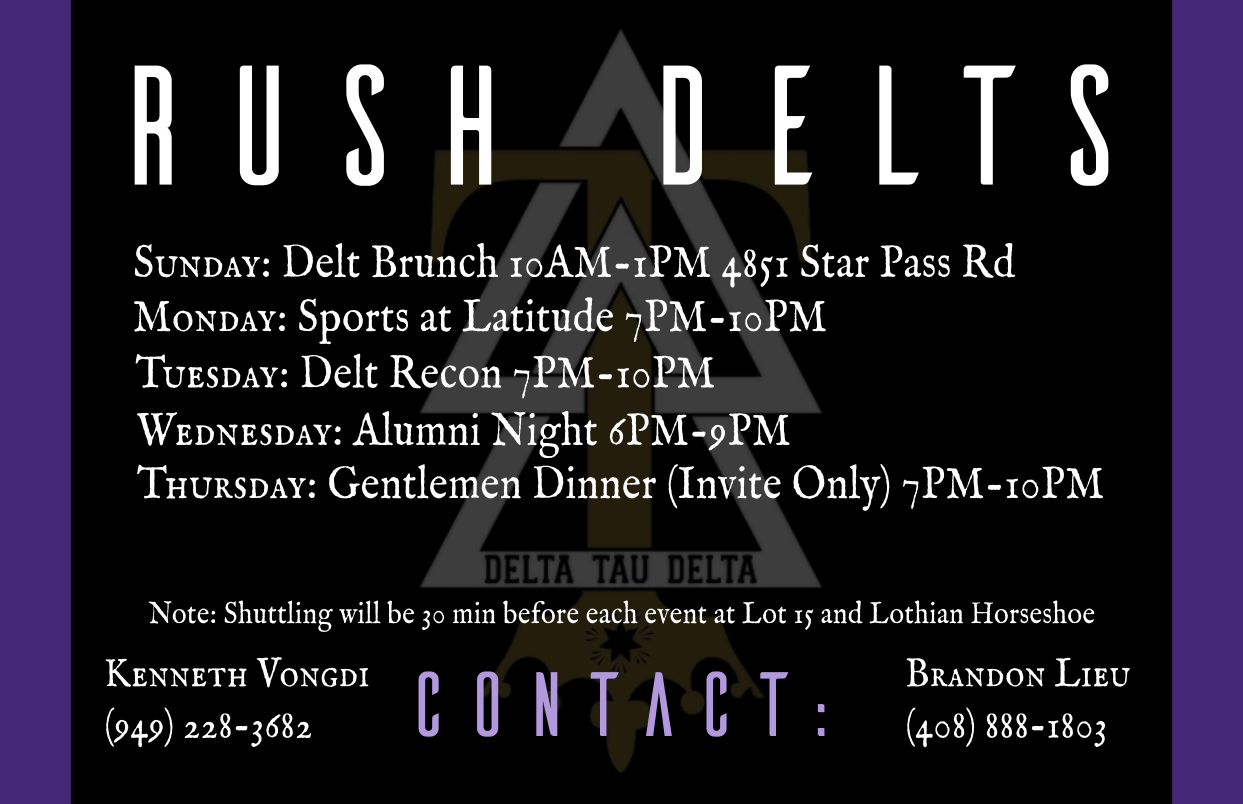 RUSH DELTS
Sunday: Delt Brunch 10AM-1PM 4851 Star Pass Rd
Monday: Sports at Latitude 7PM-10PM
Tuesday: Delt Recon 7PM-10PM
Wednesday: Alumni Night 6PM-9PM
Thursday: Gentlemen Dinner (Invite Only) 7PM-10PM
DELTA TAU DELTA
Note: Shuttling will be 30 min before each event at Lot 15 and Lothian Horseshoe
CONTACT:
Kenneth Vongdi
(949) 228-3682
Brandon Lieu
(408) 888-1803